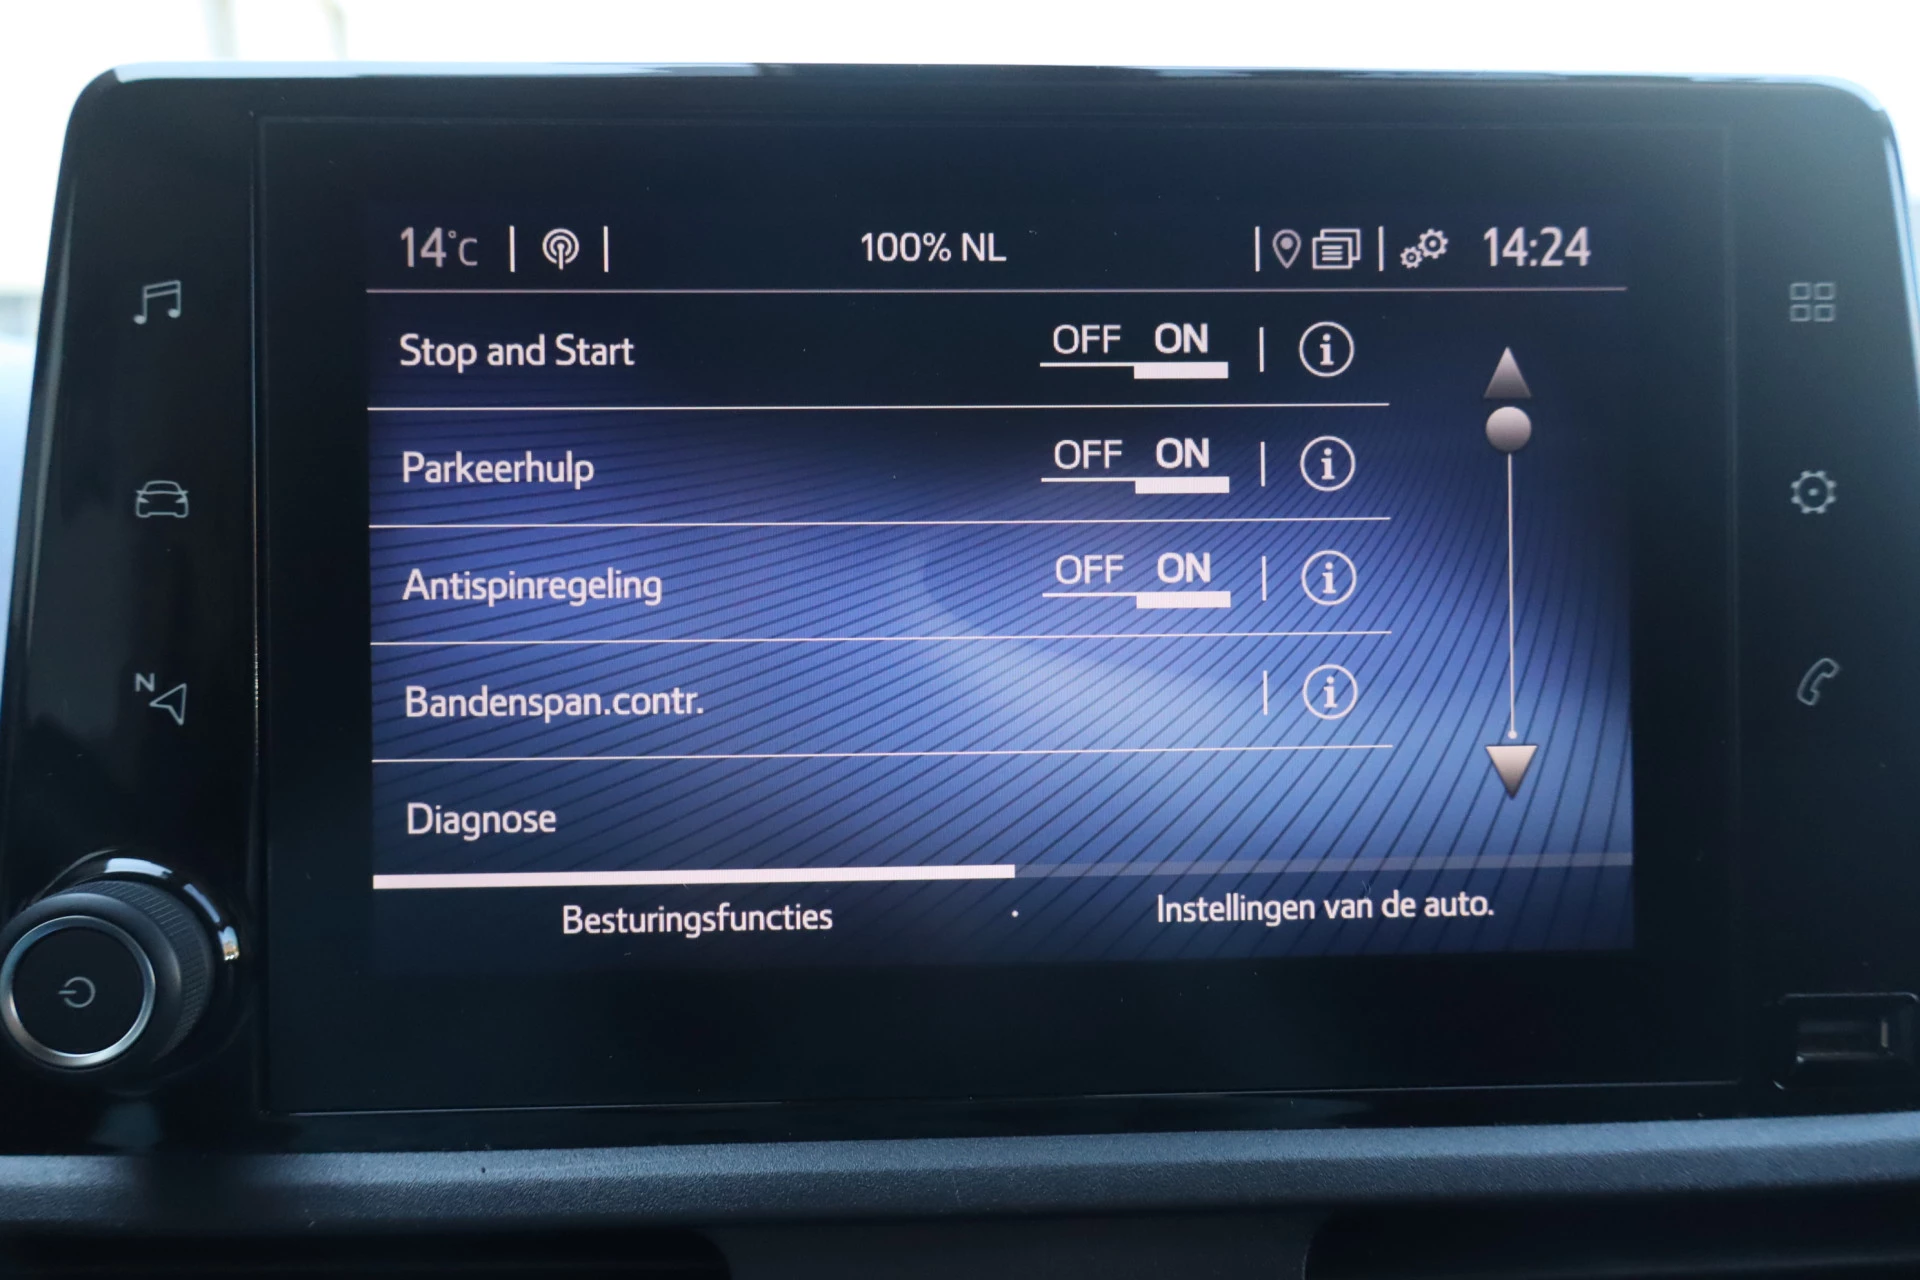 14°C 100% NL 14:24
Stop and Start OFF ON i
Parkeerhulp OFF ON i
Antispinregeling OFF ON i
Bandenspan.contr. i
N
Diagnose
Besturingsfuncties · Instellingen van de auto.